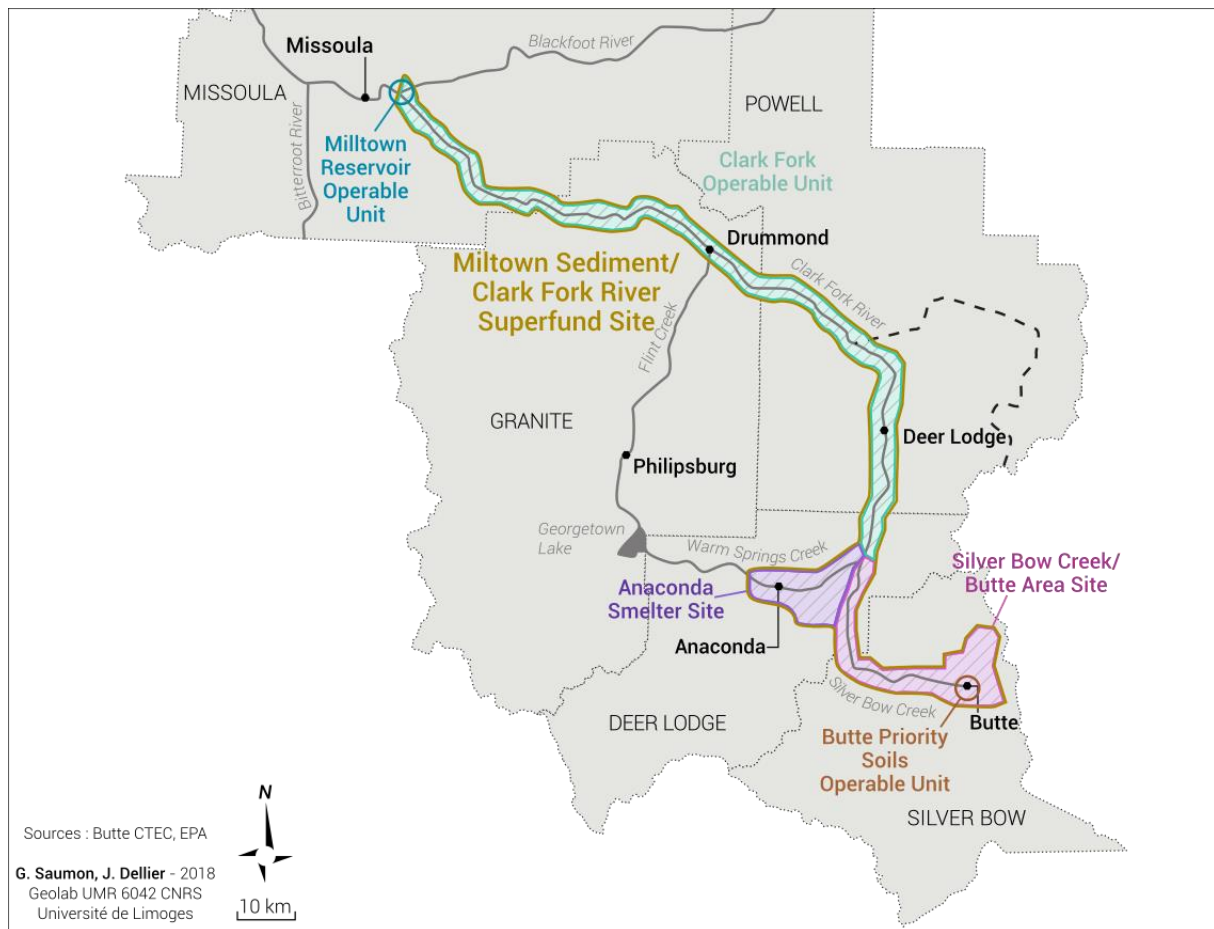 Missoula
Blackfoot River
MISSOULA
POWELL
Bitterroot River
Milltown
Reservoir
Operable
Unit
Clark Fork
Operable Unit
Drummond
Miltown Sediment/
Clark Fork River
Superfund Site
Clark Fork River
Flint Creek
GRANITE
Deer Lodge
Philipsburg
Georgetown
Lake
Warm Springs Creek
Silver Bow Creek/
Butte Area Site
Anaconda
Smelter Site
Anaconda
Silver Bow Creek
Butte
DEER LODGE
Butte Priority
Soils
Operable Unit
SILVER BOW
N
Sources : Butte CTEC, EPA
G. Saumon, J. Dellier - 2018
Geolab UMR 6042 CNRS
Université de Limoges
10 km